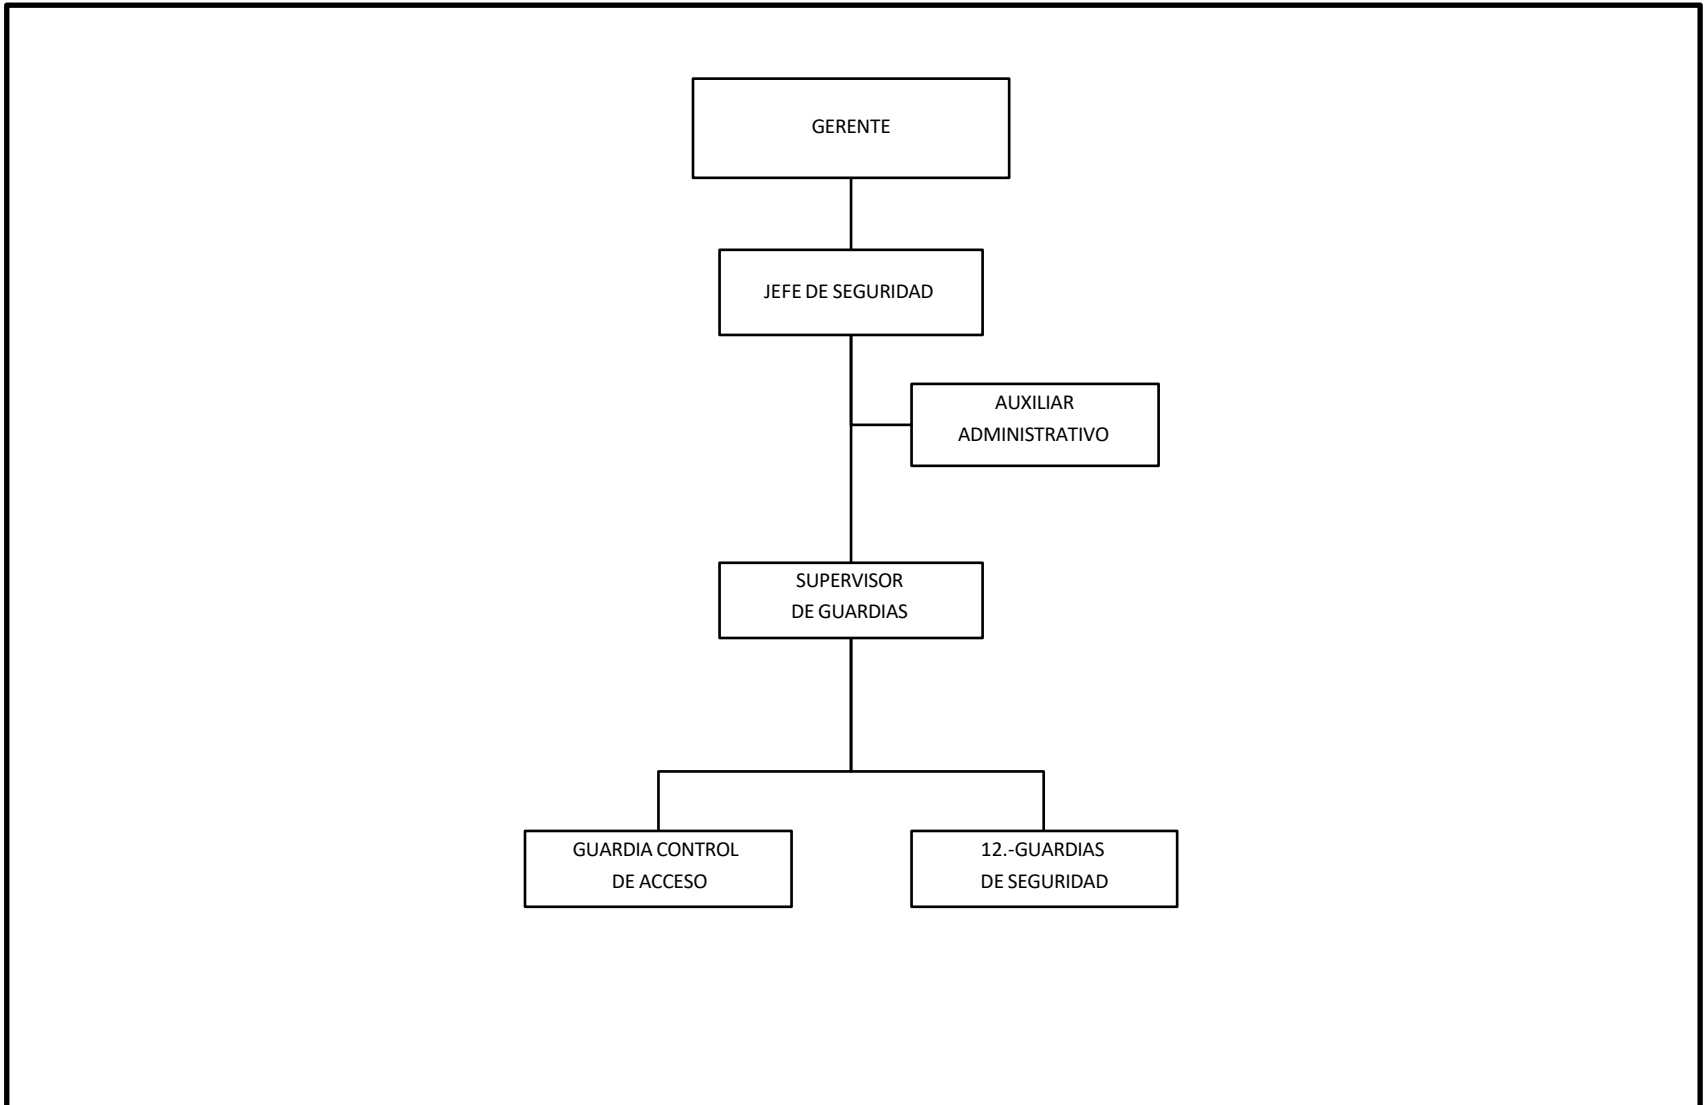 GERENTE
JEFE DE SEGURIDAD
AUXILIAR
ADMINISTRATIVO
SUPERVISOR
DE GUARDIAS
GUARDIA CONTROL
DE ACCESO
12.-GUARDIAS
DE SEGURIDAD